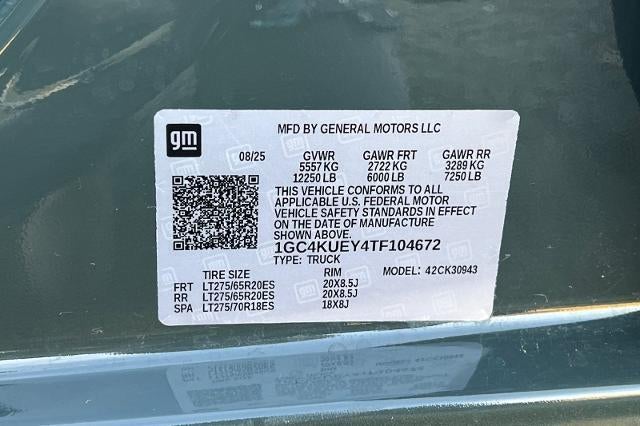 gm
MFD BY GENERAL MOTORS LLC
08/25 GVWR GAWR FRT GAWR RR
5557 KG 2722 KG 3289 KG
12250 LB 6000 LB 7250 LB
THIS VEHICLE CONFORMS TO ALL
APPLICABLE U.S. FEDERAL MOTOR
VEHICLE SAFETY STANDARDS IN EFFECT
ON THE DATE OF MANUFACTURE
SHOWN ABOVE.
1GC4KUEY4TF104672
TYPE: TRUCK
TIRE SIZE RIM MODEL: 42CK30943
FRT LT275/65R20ES 20X8.5J
RR LT275/65R20ES 20X8.5J
SPA LT275/70R18ES 18X8J